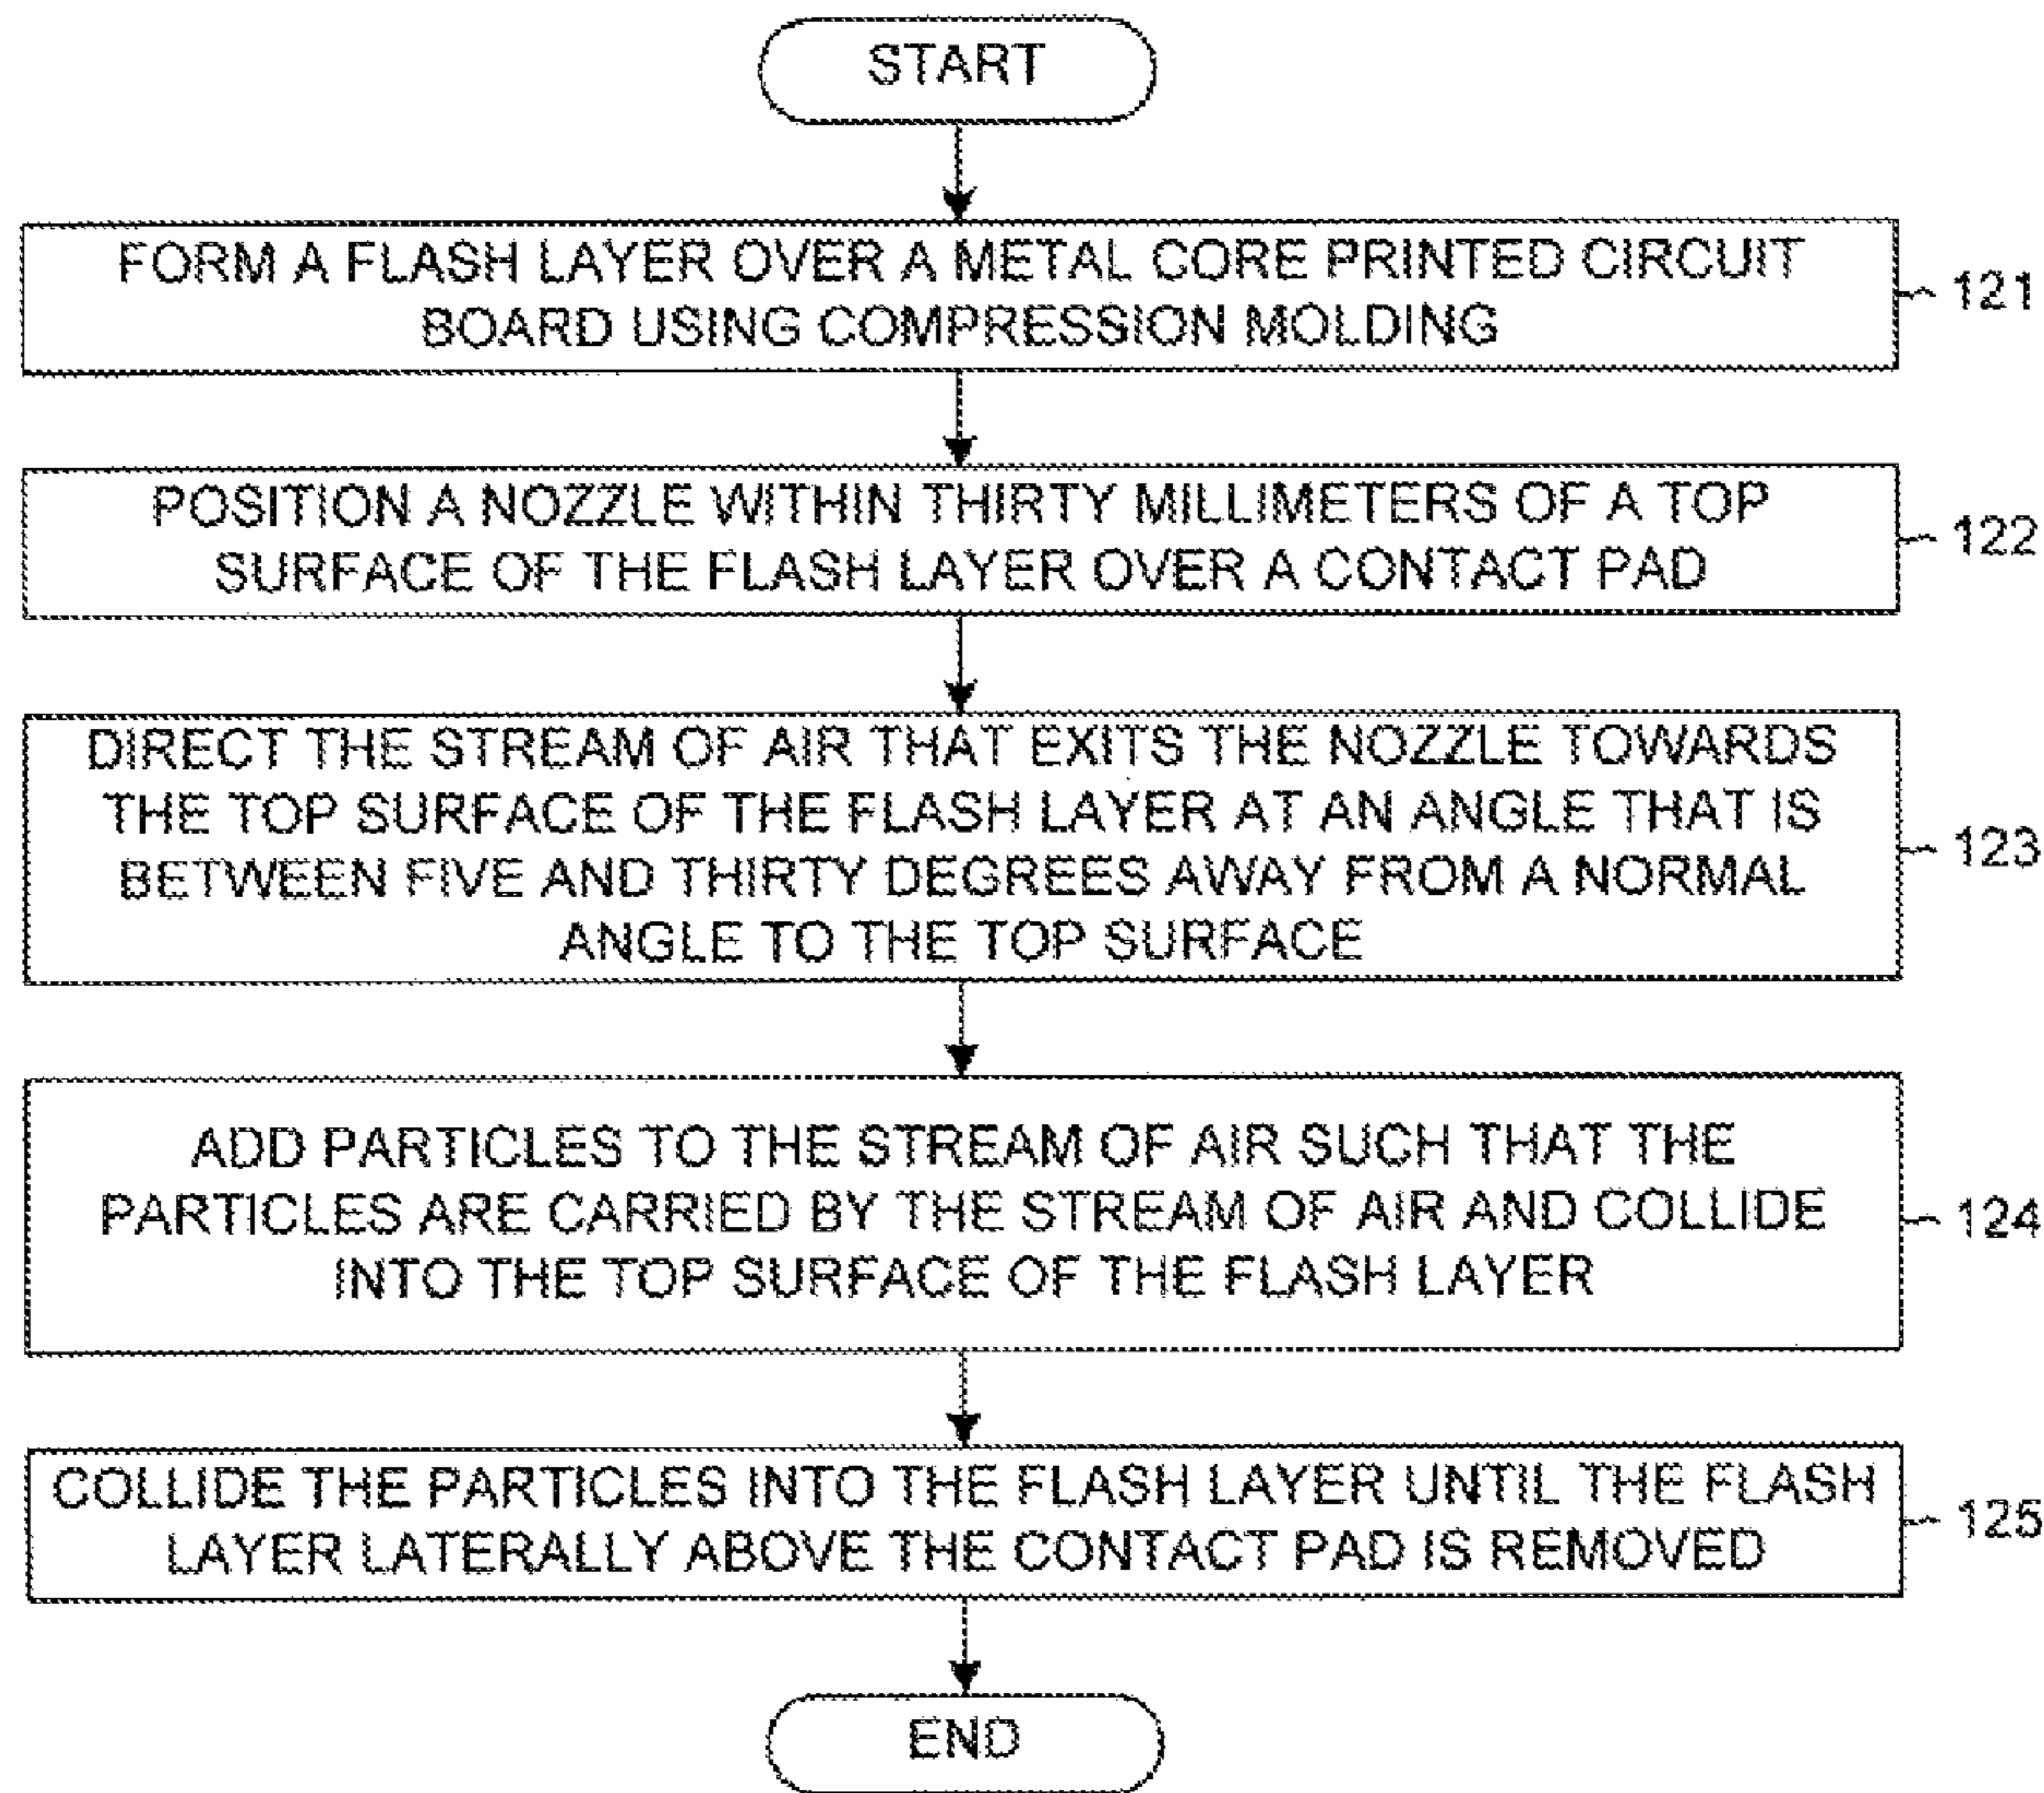 START
FORM A FLASH LAYER OVER A METAL CORE PRINTED CIRCUIT
BOARD USING COMPRESSION MOLDING
121
POSITION A NOZZLE WITHIN THIRTY MILLIMETERS OF A TOP
SURFACE OF THE FLASH LAYER OVER A CONTACT PAD
122
DIRECT THE STREAM OF AIR THAT EXITS THE NOZZLE TOWARDS
THE TOP SURFACE OF THE FLASH LAYER AT AN ANGLE THAT IS
BETWEEN FIVE AND THIRTY DEGREES AWAY FROM A NORMAL
ANGLE TO THE TOP SURFACE
123
ADD PARTICLES TO THE STREAM OF AIR SUCH THAT THE
PARTICLES ARE CARRIED BY THE STREAM OF AIR AND COLLIDE
INTO THE TOP SURFACE OF THE FLASH LAYER
124
COLLIDE THE PARTICLES INTO THE FLASH LAYER UNTIL THE FLASH
LAYER LATERALLY ABOVE THE CONTACT PAD IS REMOVED
125
END